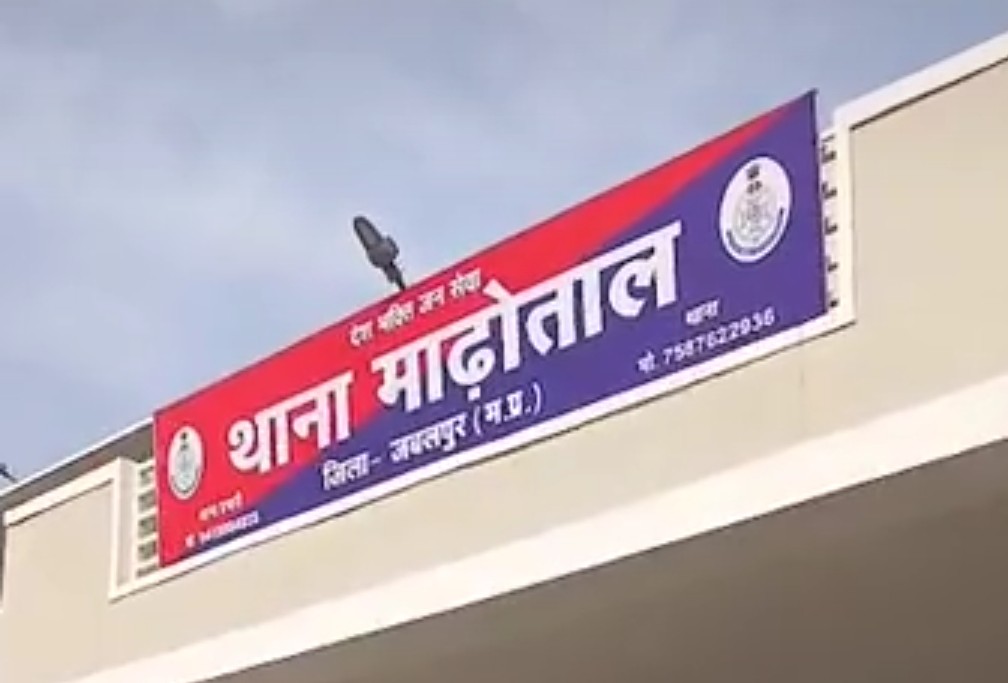 देश भक्ति जन सेवा
थाना माढ़ोताल
जिला- जबलपुर (म.प्र.)
थाना
मो. 7587622936